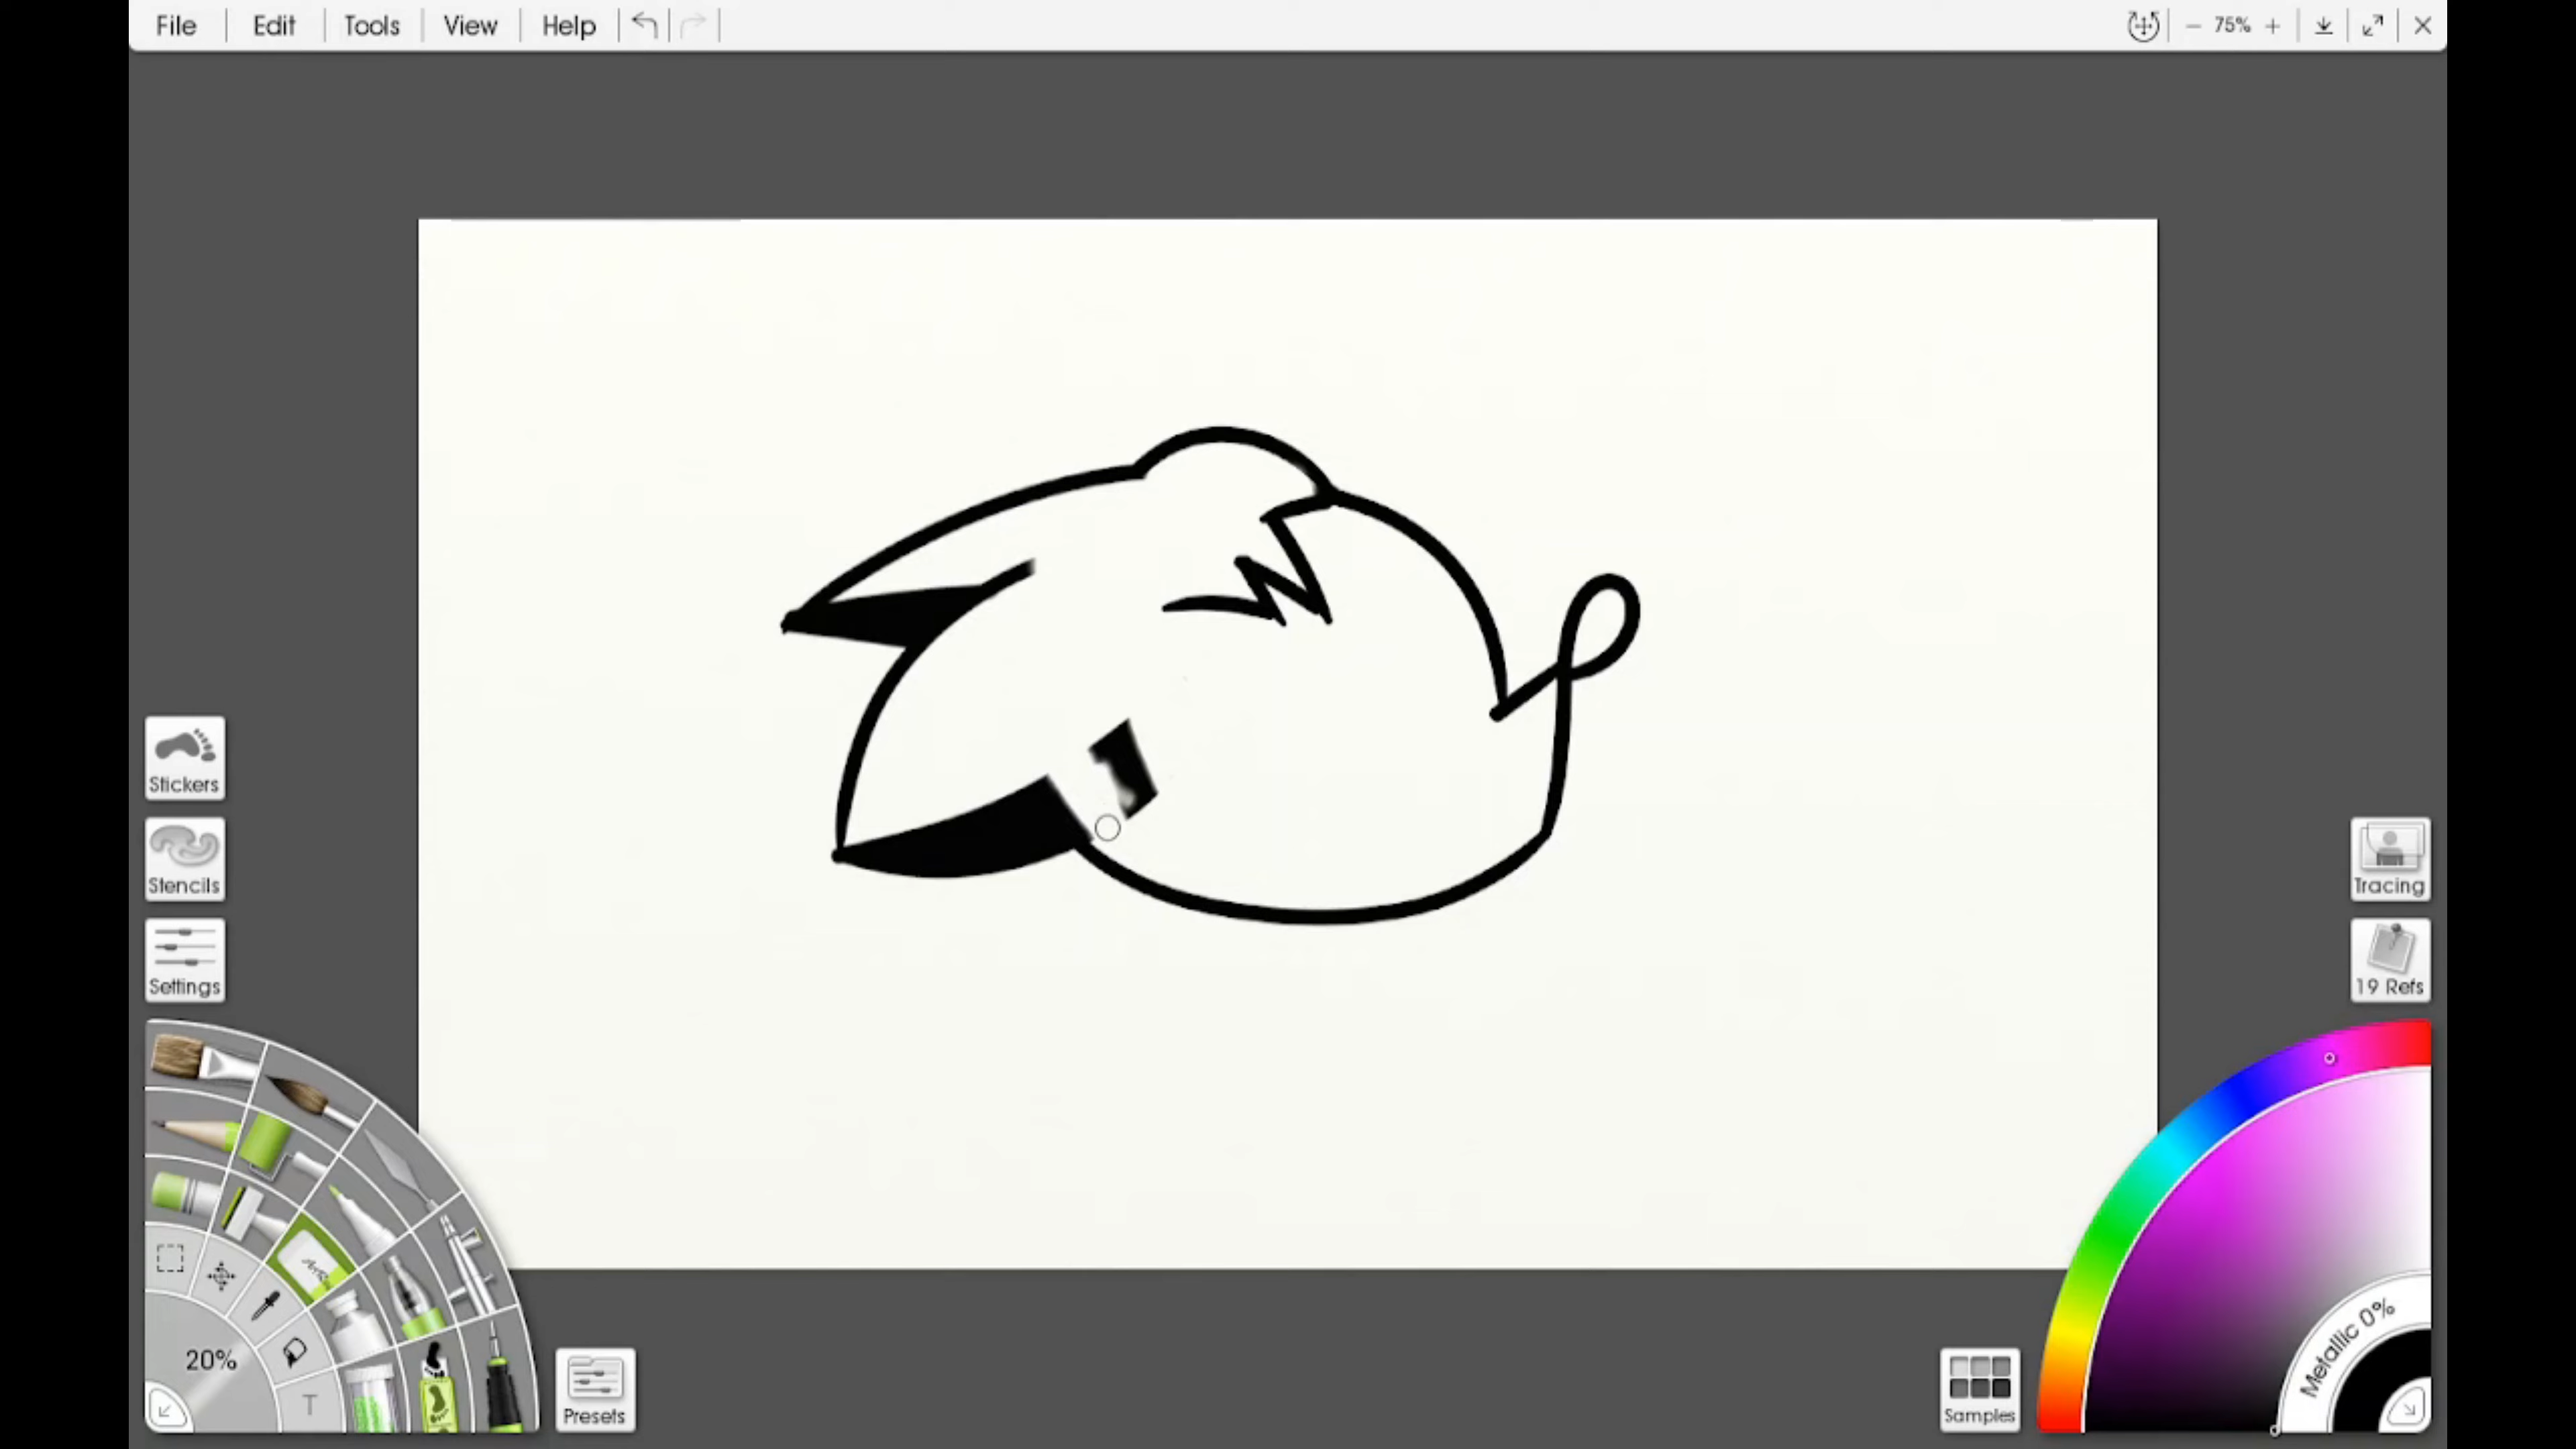 File Edit Tools View Help
75%
Stickers
Stencils
Settings
Tracing
19 Refs
20%
T
Presets
Samples
Metallic 0%